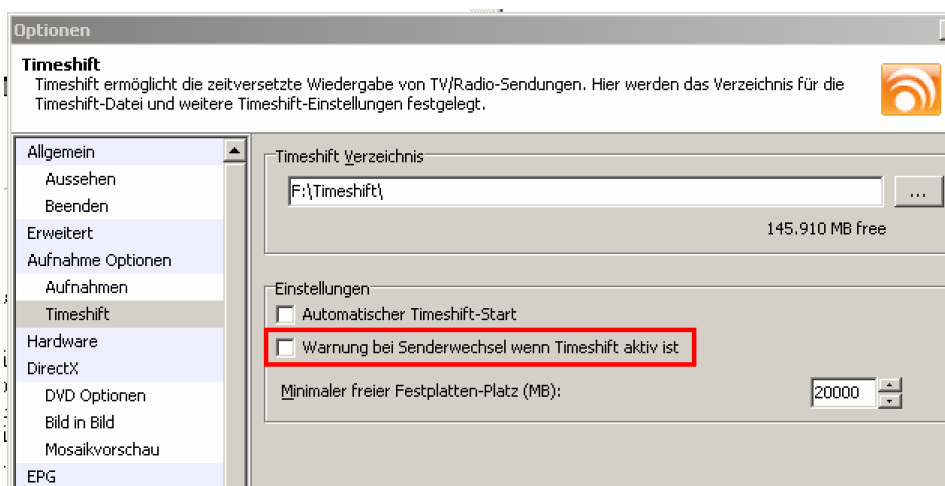 Optionen
Timeshift
Timeshift ermöglicht die zeitversetzte Wiedergabe von TV/Radio-Sendungen. Hier werden das Verzeichnis für die
Timeshift-Datei und weitere Timeshift-Einstellungen festgelegt.
Allgemein
Aussehen
Beenden
Erweitert
Aufnahme Optionen
Aufnahmen
Timeshift
Hardware
DirectX
DVD Optionen
Bild in Bild
Mosaikvorschau
EPG
Timeshift Verzeichnis
F:\Timeshift\
...
145.910 MB free
Einstellungen
Automatischer Timeshift-Start
Warnung bei Senderwechsel wenn Timeshift aktiv ist
Minimaler freier Festplatten-Platz (MB):
20000